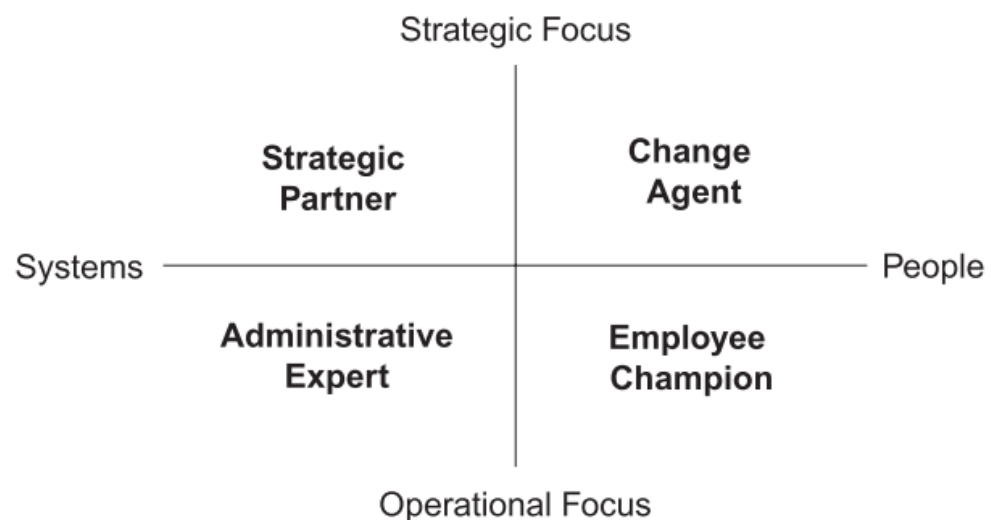 Strategic Focus
Strategic
Partner
Change
Agent
Systems
People
Administrative
Expert
Employee
Champion
Operational Focus